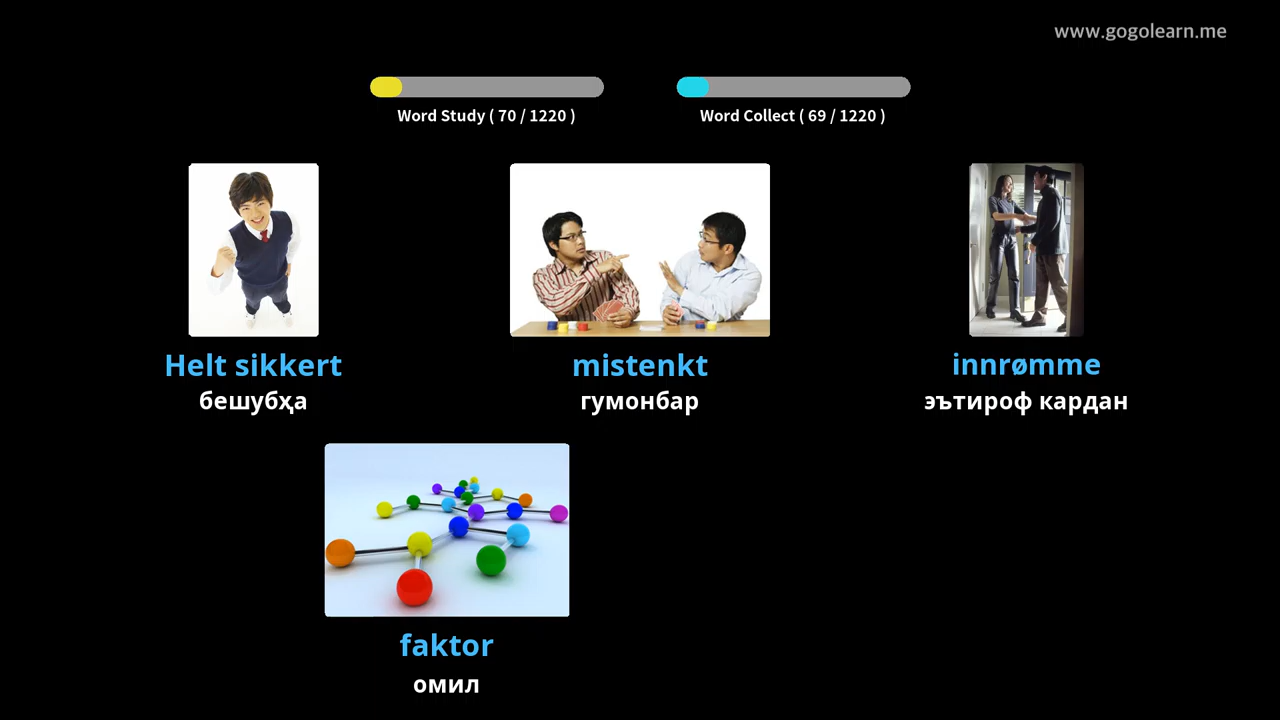 www.gogolearn.me
Word Study ( 70 / 1220 )
Word Collect ( 69 / 1220 )
Helt sikkert
бешубҳа
mistenkt
гумонбар
innrømme
эътироф кардан
faktor
омил